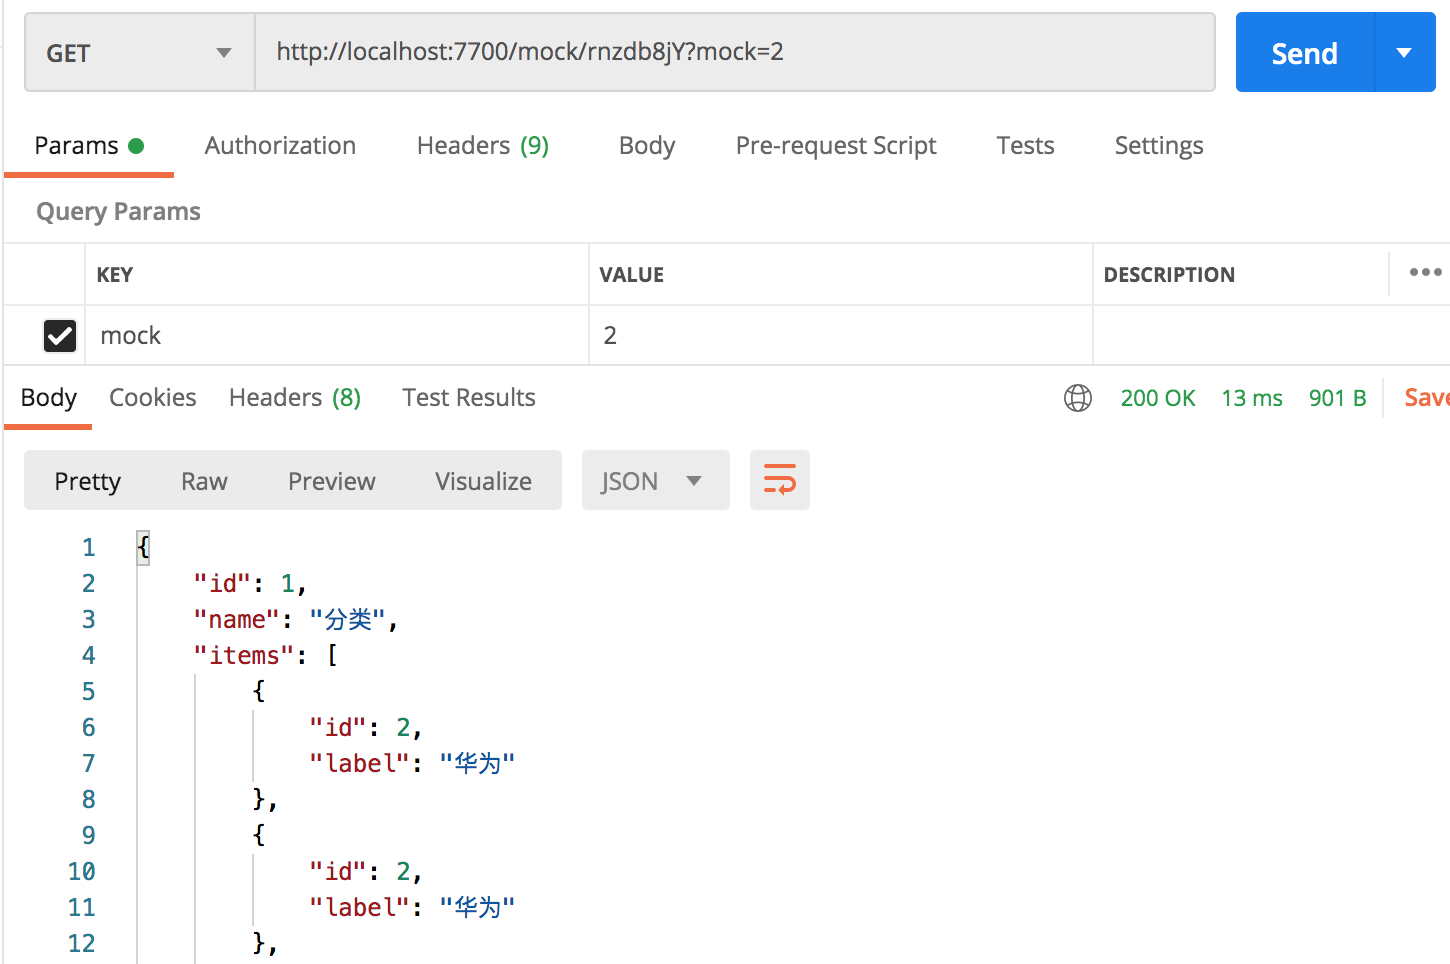 GET http://localhost:7700/mock/rnzdb8jY?mock=2 Send
Params Authorization Headers (9) Body Pre-request Script Tests Settings
Query Params
KEY VALUE DESCRIPTION
mock 2
Body Cookies Headers (8) Test Results 200 OK 13 ms 901 B Save
Pretty Raw Preview Visualize JSON
1 {
2 "id": 1,
3 "name": "分类",
4 "items": [
5 {
6 "id": 2,
7 "label": "华为"
8 },
9 {
10 "id": 2,
11 "label": "华为"
12 },